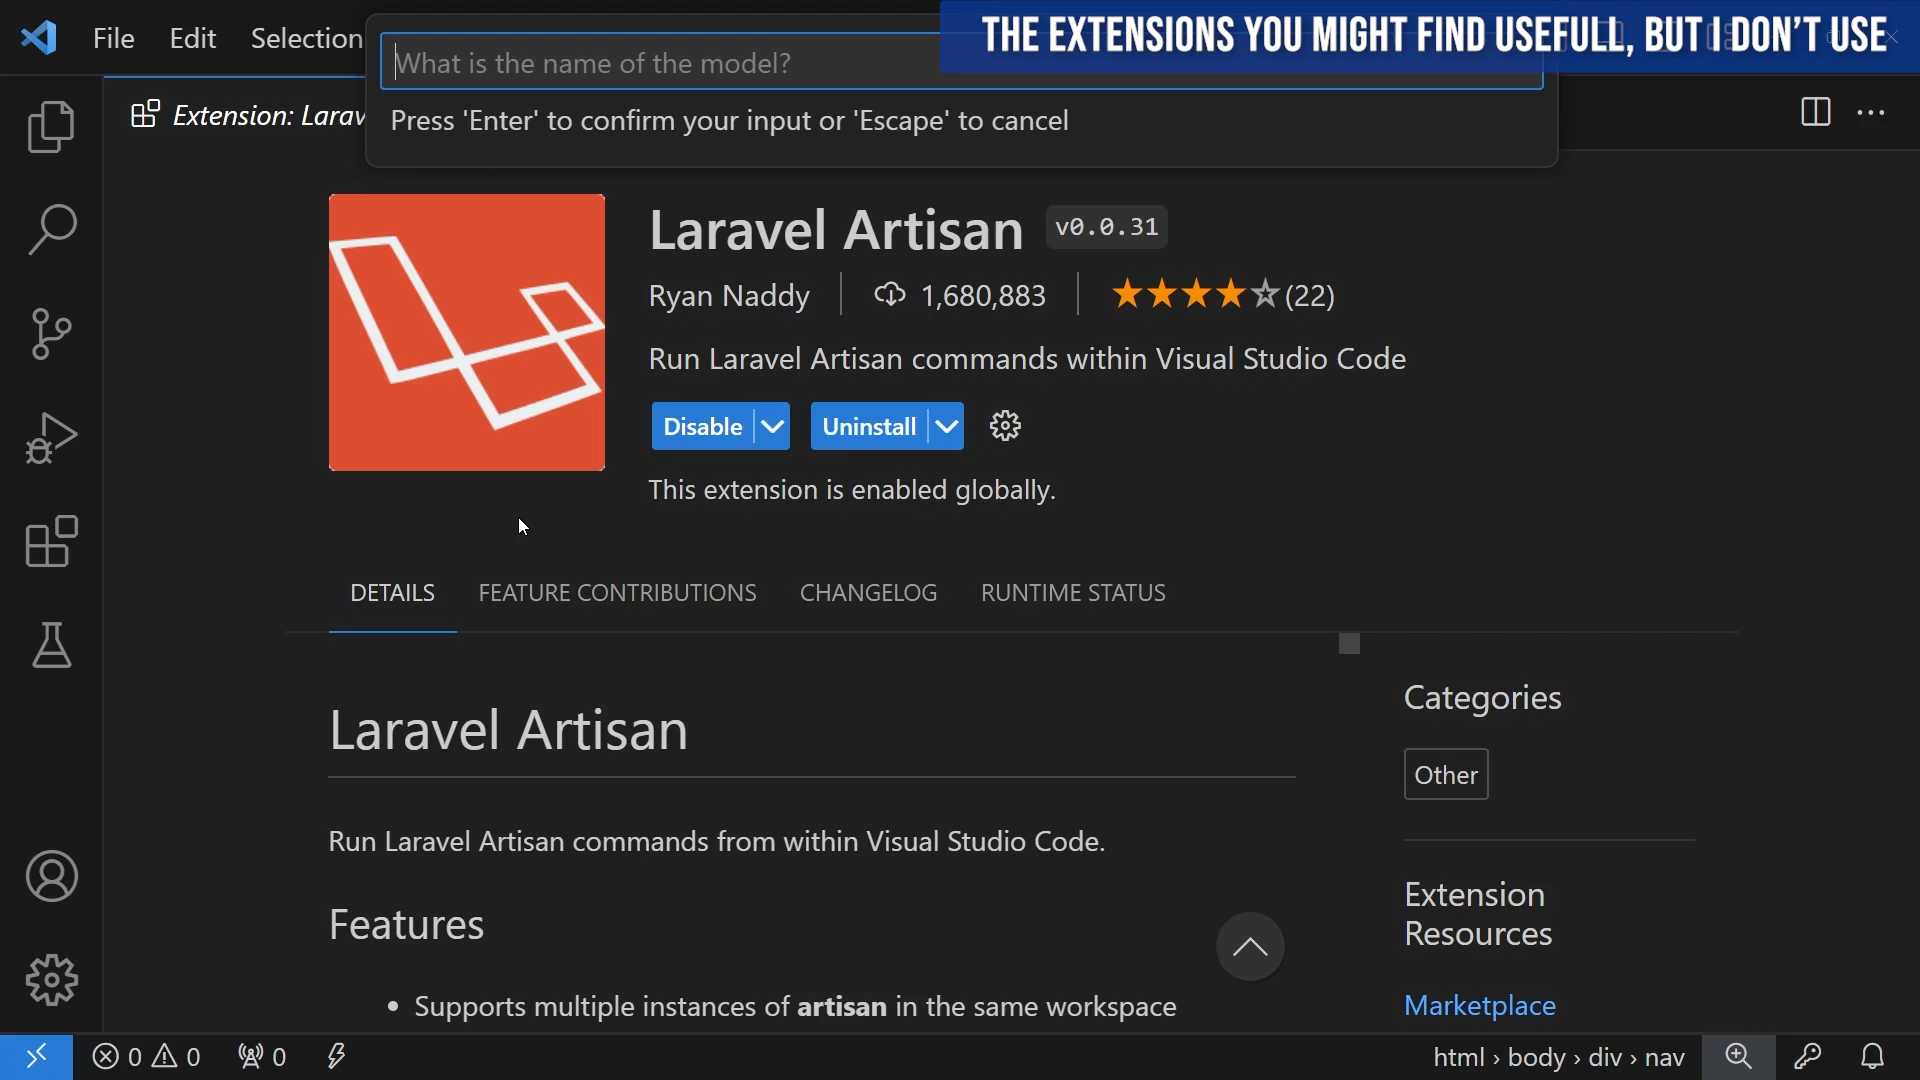 File Edit Selection
What is the name of the model?
THE EXTENSIONS YOU MIGHT FIND USEFULL, BUT I DON'T USE
Press 'Enter' to confirm your input or 'Escape' to cancel
Extension: Larav
Laravel Artisan v0.0.31
Ryan Naddy 1,680,883 (22)
Run Laravel Artisan commands within Visual Studio Code
Disable Uninstall
This extension is enabled globally.
DETAILS FEATURE CONTRIBUTIONS CHANGELOG RUNTIME STATUS
Laravel Artisan
Run Laravel Artisan commands from within Visual Studio Code.
Features
• Supports multiple instances of artisan in the same workspace
Categories
Other
Extension
Resources
Marketplace
0 0 0
html › body › div › nav